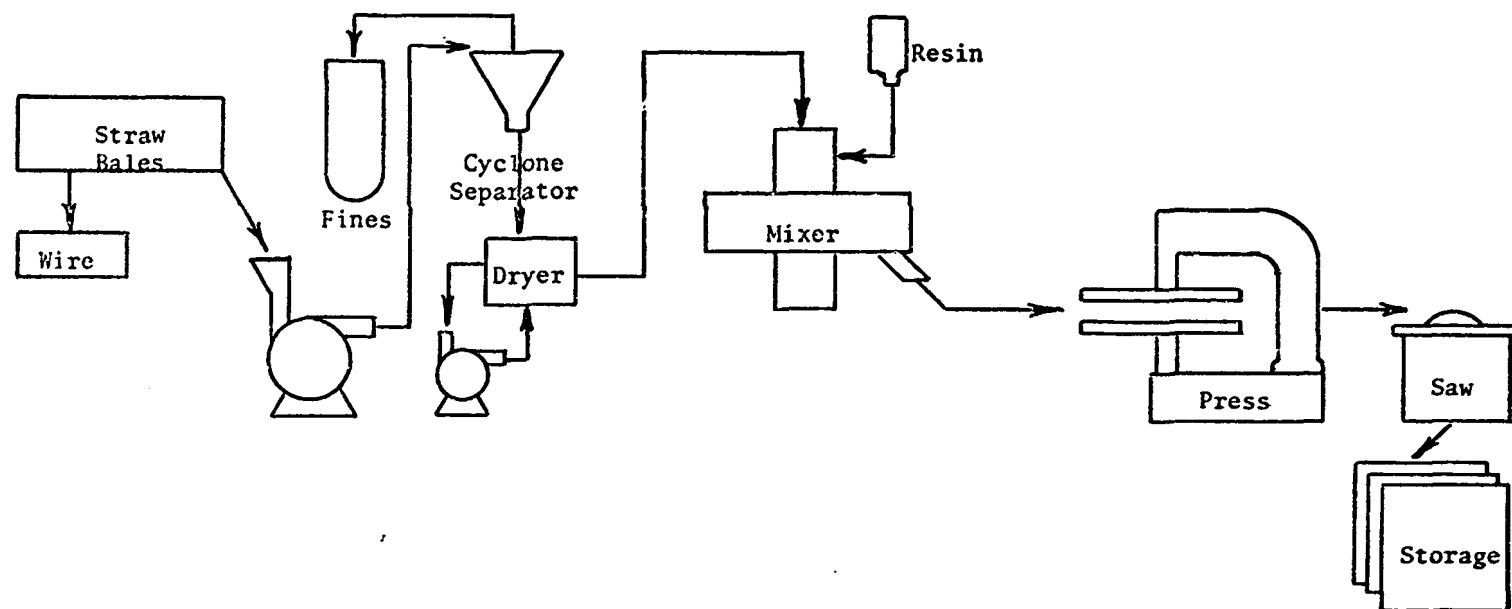 Resin
Straw
Bales
Cyclone
Separator
Fines
Mixer
Wire
Dryer
Press
Saw
Storage